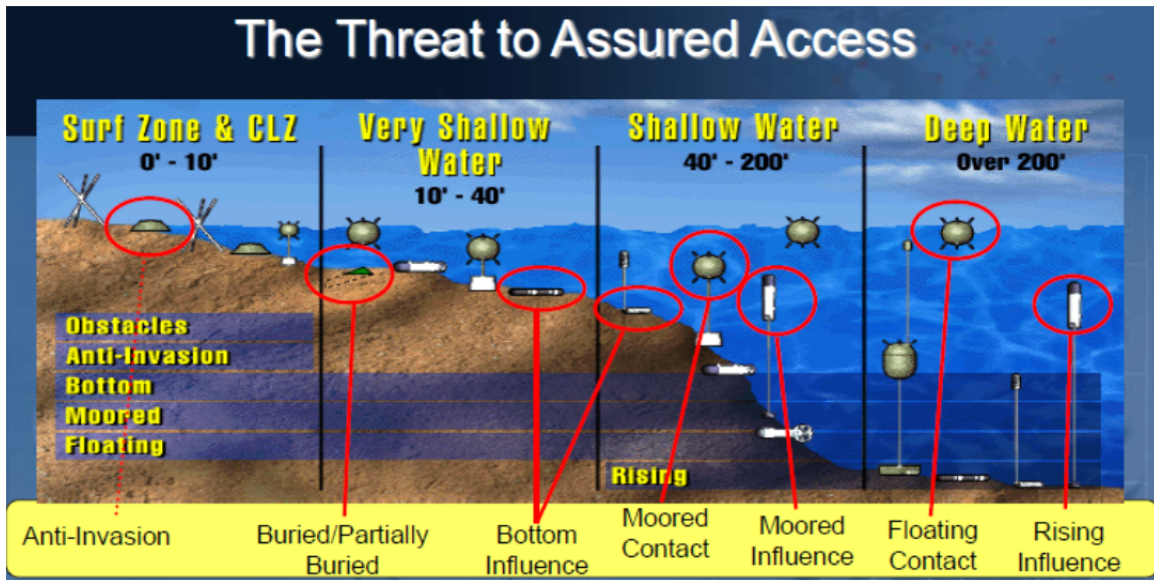 The Threat to Assured Access
Surf Zone & CLZ
0' - 10'
Very Shallow
Water
10' - 40'
Shallow Water
40' - 200'
Deep Water
Over 200'
Obstacles
Anti-Invasion
Bottom
Moored
Floating
Rising
Anti-Invasion
Buried/Partially
Buried
Bottom
Influence
Moored
Contact
Moored
Influence
Floating
Contact
Rising
Influence